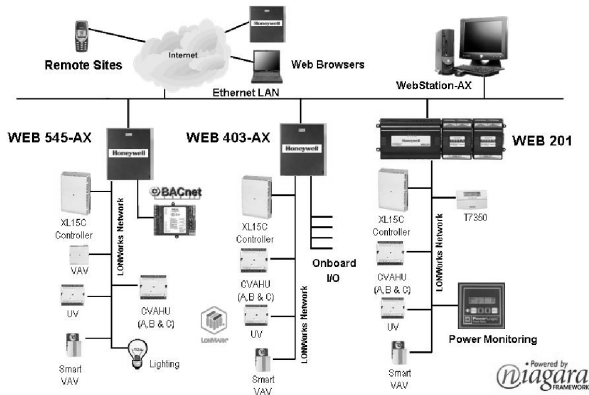 Internet
Remote Sites
Web Browsers
Ethernet LAN
WebStation-AX
WEB 545-AX
Honeywell
WEB 403-AX
Honeywell
Honeywell
WEB 201
BACnet
XL15C
Controller
VAV
UV
Smart
VAV
LONWorks Network
CVAHU
(A,B & C)
Lighting
XL15C
Controller
CVAHU
(A,B & C)
LONMARK
UV
Smart
VAV
LONWorks Network
Onboard
I/O
XL15C
Controller
CVAHU
(A,B & C)
UV
Smart
VAV
LONWorks Network
T7350
Power Monitoring
Powered by
niagara
FRAMEWORK